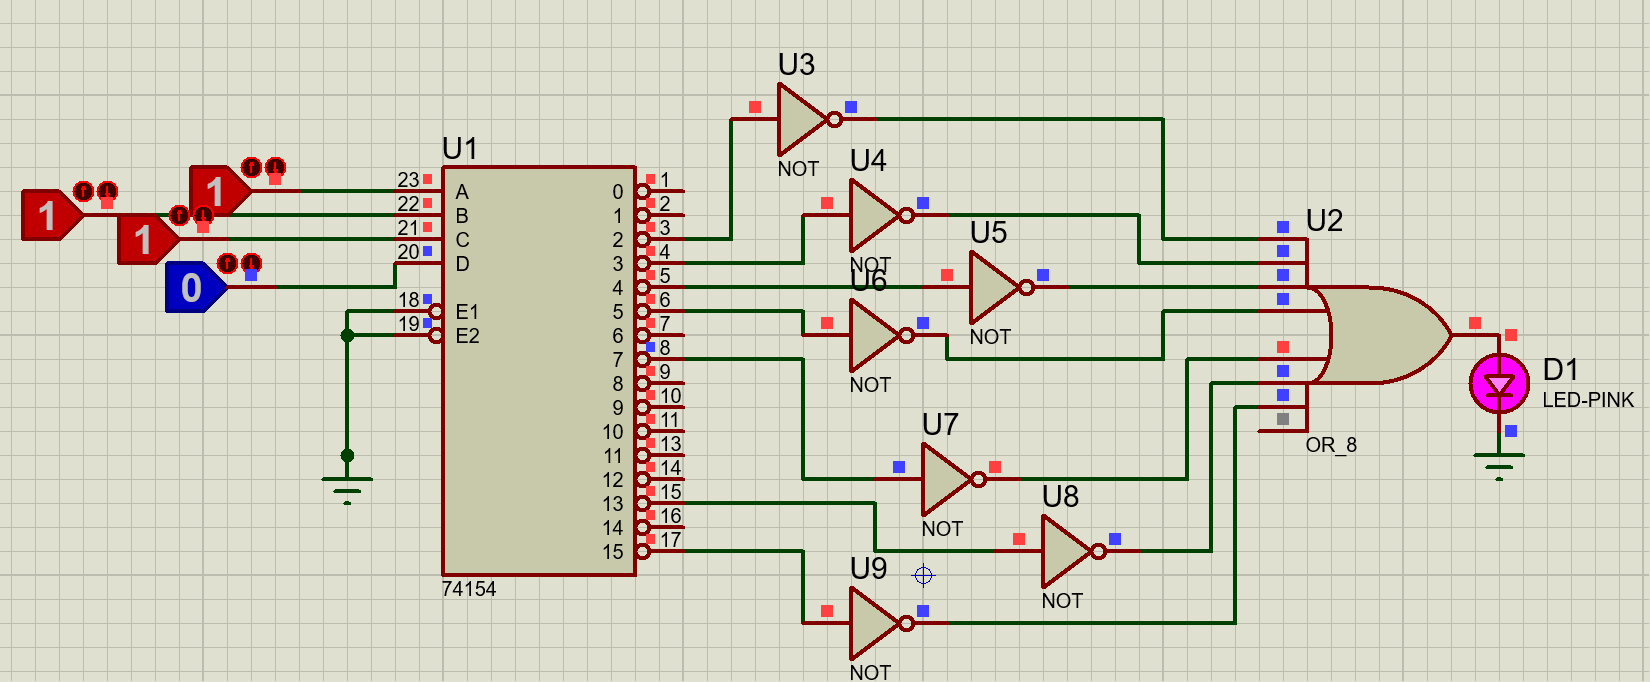 U3
NOT
U4
NOT
U5
NOT
U6
NOT
U7
NOT
U8
NOT
U9
NOT
U1
1
1
1
0
23 A
22 B
21 C
20 D
18 E1
19 E2
0 1
1 2
2 3
3 4
4 5
5 6
6 7
7 8
8 9
9 10
10 11
11 13
12 14
13 15
14 16
15 17
74154
U2
OR_8
D1
LED-PINK